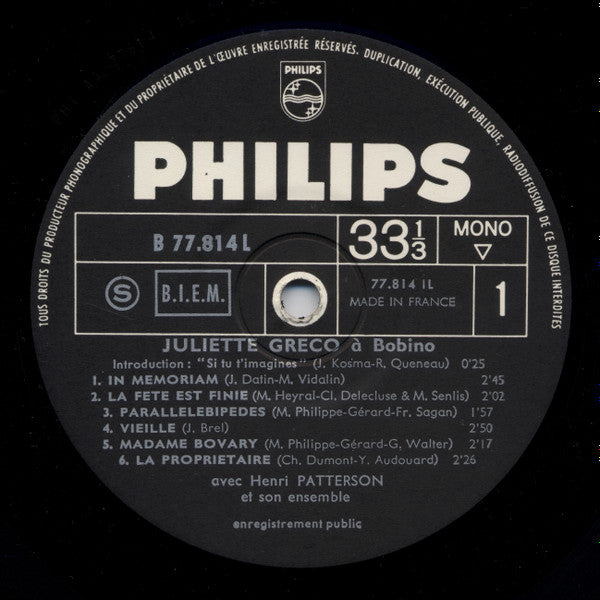 TOUS DROITS DU PRODUCTEUR PHONOGRAPHIQUE ET DU PROPRIÉTAIRE DE L'ŒUVRE ENREGISTRÉE RÉSERVÉS. DUPLICATION, EXÉCUTION PUBLIQUE, RADIODIFFUSION DE CE DISQUE INTERDITES
PHILIPS
PHILIPS
B 77.814 L
33 1/3
MONO
S
B.I.E.M.
77.814 1L
MADE IN FRANCE
1
JULIETTE GRECO à Bobino
Introduction : "Si tu t'imagines" (J. Kosma-R. Queneau) 0'25
1. IN MEMORIAM (J. Datin-M. Vidalin) 2'45
2. LA FETE EST FINIE (M. Heyral-Cl. Delecluse & M. Senlis) 2'40
3. PARALLELEBIPEDES (M. Philippe-Gérard-Fr. Sagan) 1'57
4. VIEILLE (J. Brel) 2'50
5. MADAME BOVARY (M. Philippe-Gérard-G. Walter) 2'17
6. LA PROPRIETAIRE (Ch. Dumont-Y. Audouard) 2'26
avec Henri PATTERSON
et son ensemble
enregistrement public